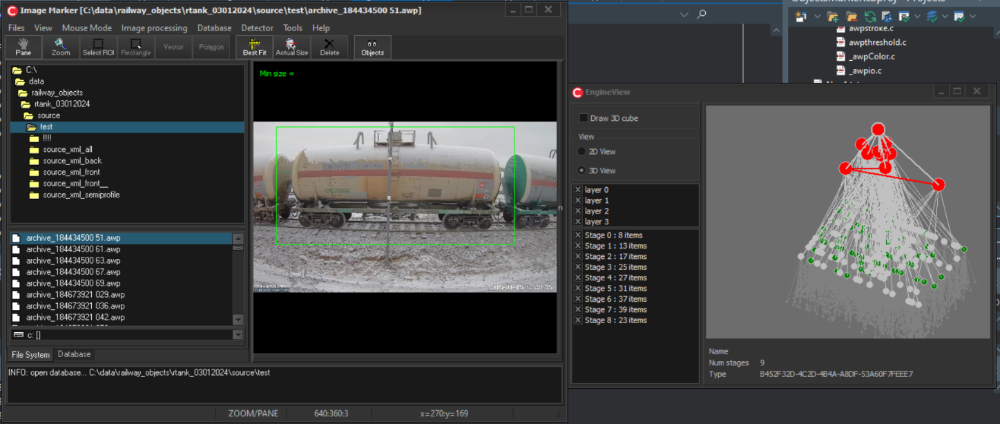 Image Marker [C:\data\railway_objects\rtank_03012024\source\test\archive_184434500 51.awp]
Files View Mouse Mode Image processing Database Detector Tools Help
Pane Zoom Select ROI Rectangle Vector Polygon Best Fit Actual Size Delete Objects
C:\
data
railway_objects
rtank_03012024
source
test
!!!!
source_xml_all
source_xml_back
source_xml_front
source_xml_front__
source_xml_semiprofile
archive_184434500 51.awp
archive_184434500 61.awp
archive_184434500 63.awp
archive_184434500 67.awp
archive_184434500 69.awp
archive_184673921 029.awp
archive_184673921 036.awp
archive_184673921 042.awp
c: []
File System Database
INFO: open database... C:\data\railway_objects\rtank_03012024\source\test
ZOOM/PANE 640:360:3 x=270:y=169
Min size =
n
Projects
awpstroke.c
awpthreshold.c
_awpColor.c
_awpio.c
EngineView
Draw 3D cube
View
2D View
3D View
layer 0
layer 1
layer 2
layer 3
Stage 0 : 8 items
Stage 1 : 13 items
Stage 2 : 17 items
Stage 3 : 25 items
Stage 4 : 27 items
Stage 5 : 31 items
Stage 6 : 37 items
Stage 7 : 39 items
Stage 8 : 23 items
Name
Num stages 9
Type B452F32D-4C2D-4B4A-A8DF-53A60F7FEEE7